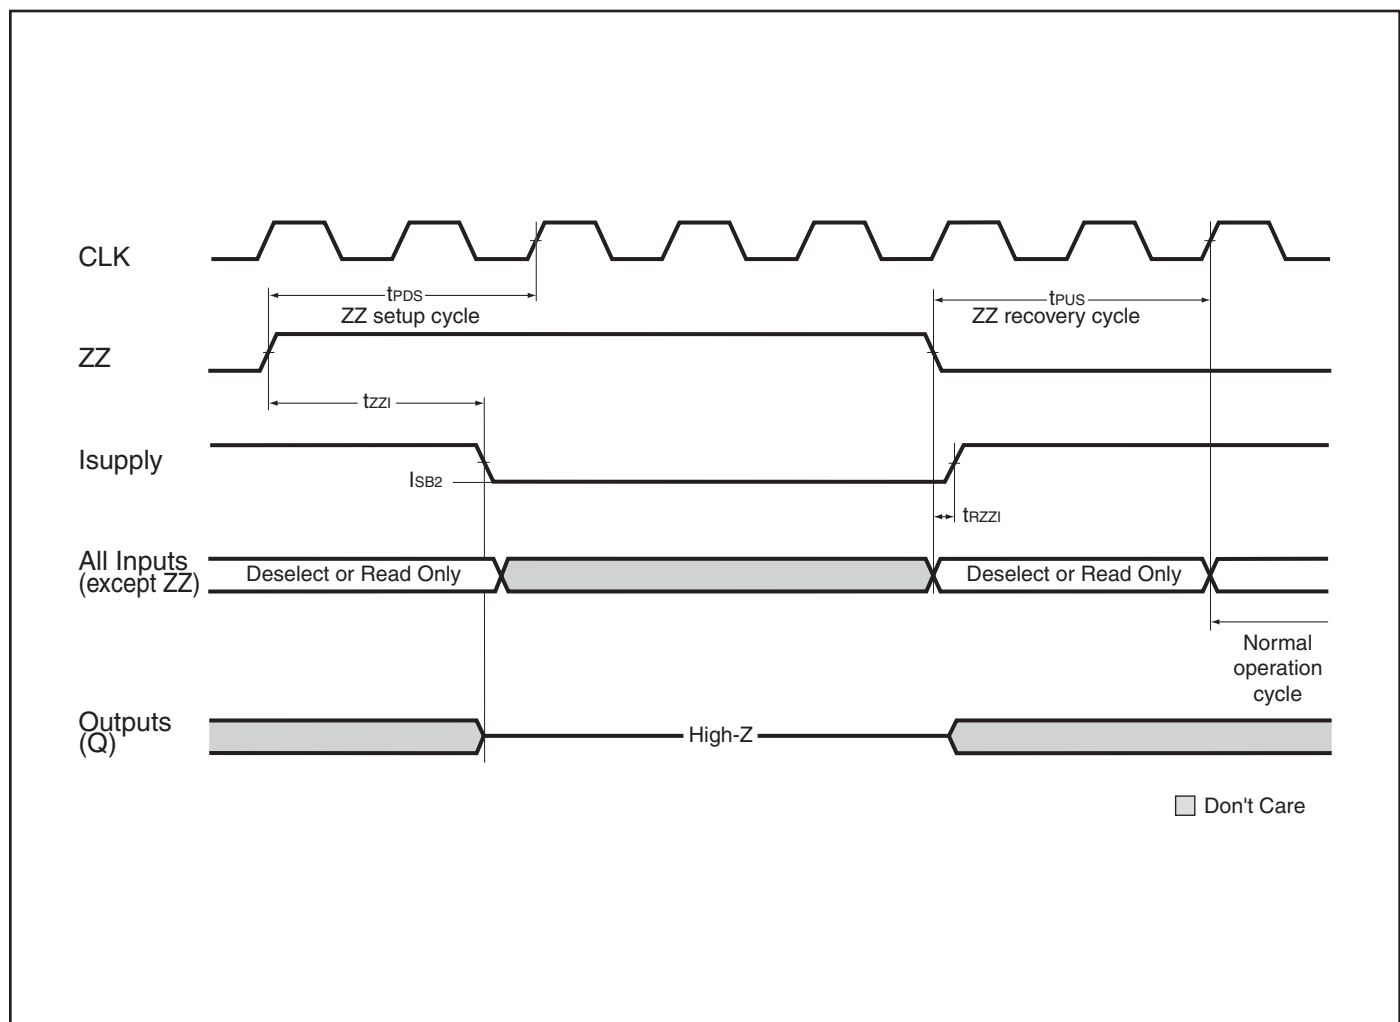 CLK
tPDS
ZZ setup cycle
tPUS
ZZ recovery cycle
ZZ
tZZI
Isupply
ISB2
tRZZI
All Inputs
(except ZZ)
Deselect or Read Only
Deselect or Read Only
Normal
operation
cycle
Outputs
(Q)
High-Z
Don't Care